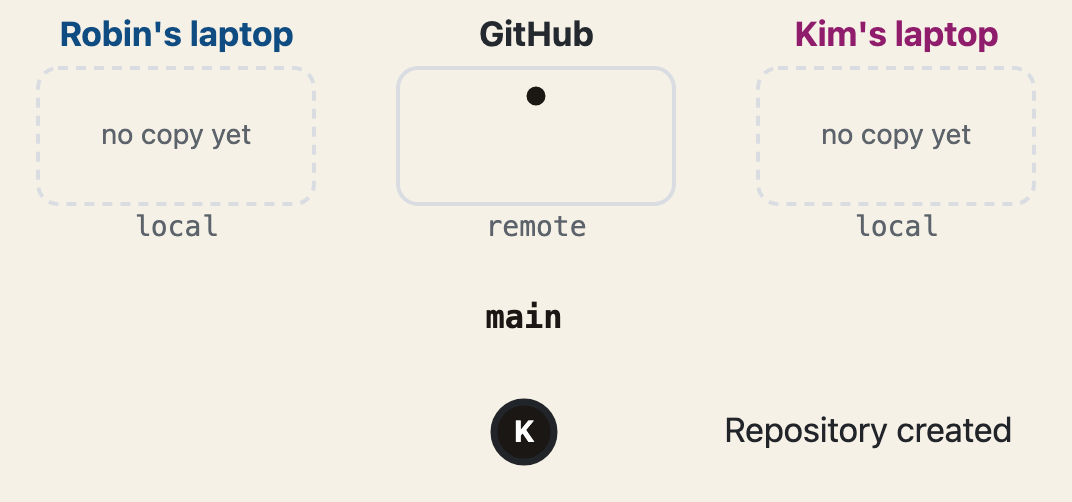 Robin's laptop
GitHub
Kim's laptop
no copy yet
no copy yet
local
remote
local
main
K
Repository created